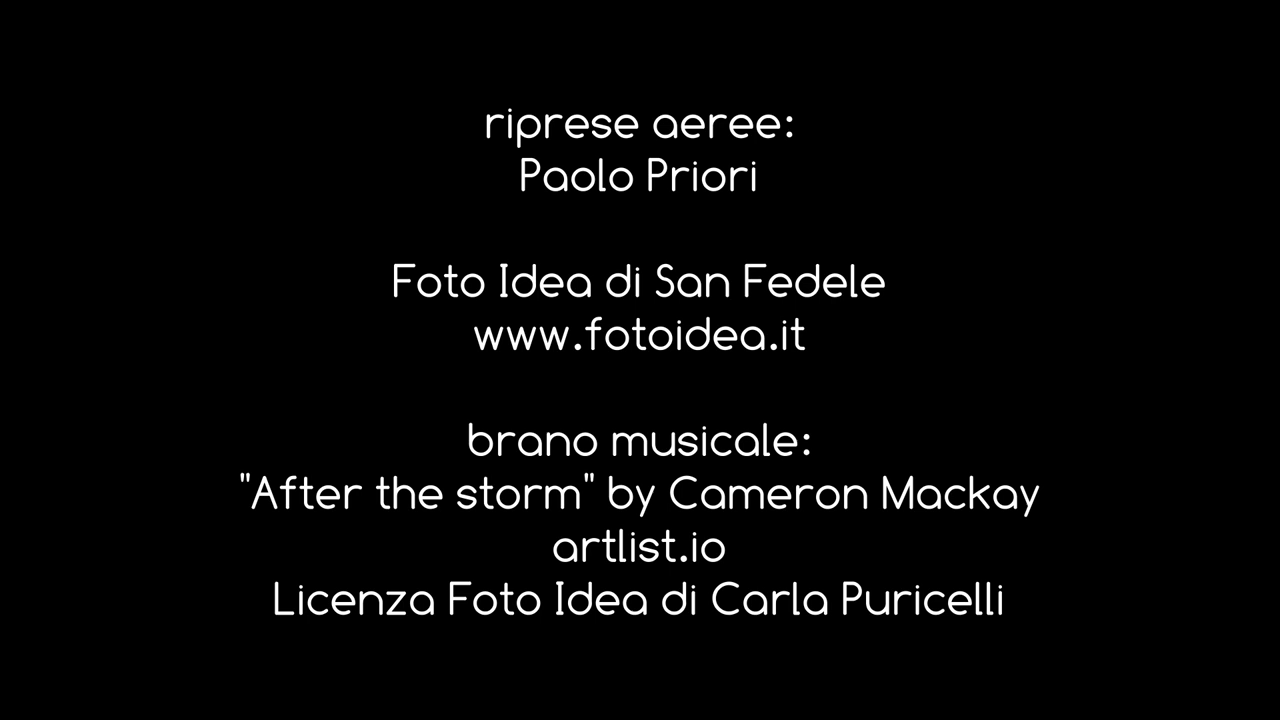 riprese aeree:
Paolo Priori
Foto Idea di San Fedele
www.fotoidea.it
brano musicale:
"After the storm" by Cameron Mackay
artlist.io
Licenza Foto Idea di Carla Puricelli